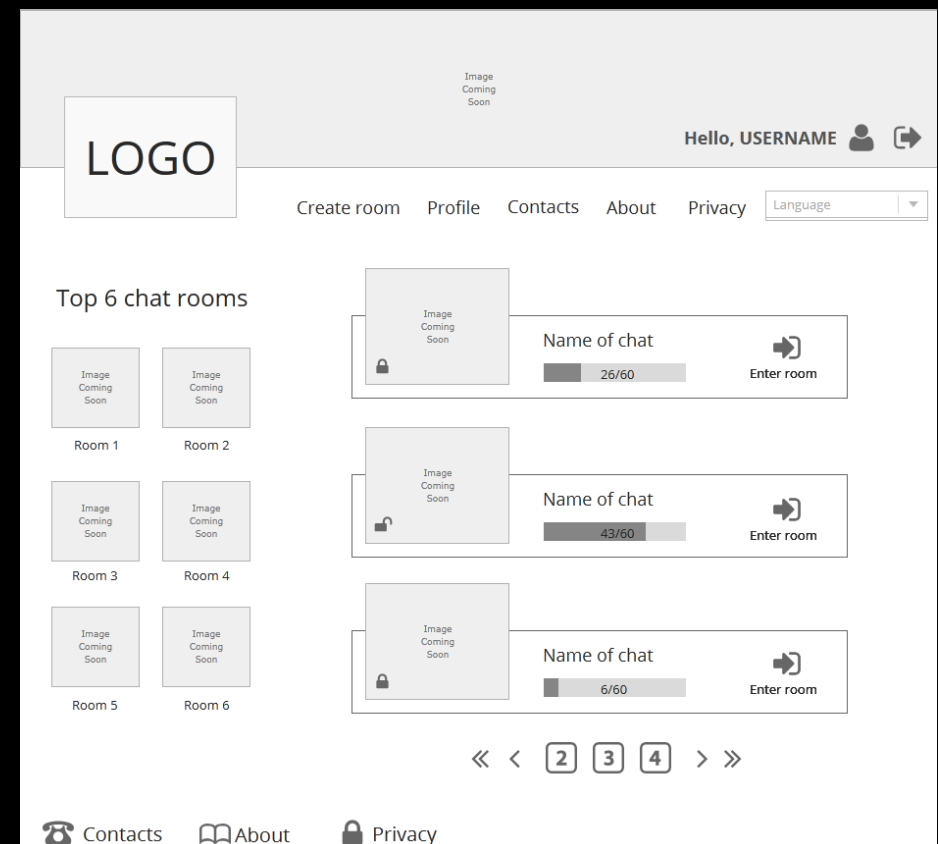 Image
Coming
Soon
Hello, USERNAME
LOGO
Create room Profile Contacts About Privacy Language
Top 6 chat rooms
Image
Coming
Soon
Room 1
Image
Coming
Soon
Room 2
Image
Coming
Soon
Room 3
Image
Coming
Soon
Room 4
Image
Coming
Soon
Room 5
Image
Coming
Soon
Room 6
Image
Coming
Soon
Name of chat
26/60
Enter room
Image
Coming
Soon
Name of chat
43/60
Enter room
Image
Coming
Soon
Name of chat
6/60
Enter room
« < 2 3 4 > »
Contacts About Privacy